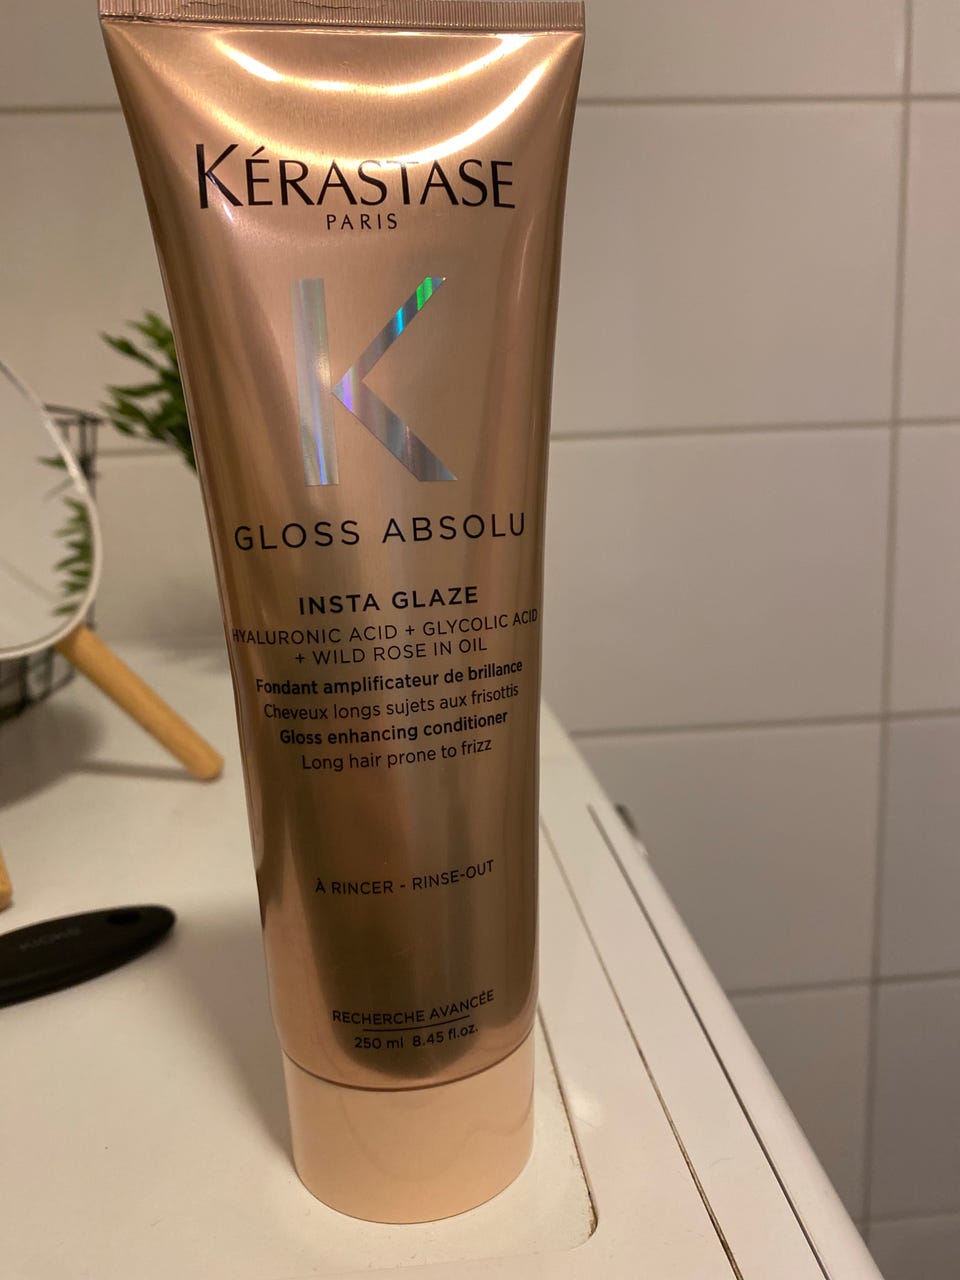 KÉRASTASE
PARIS
K
GLOSS ABSOLU
INSTA GLAZE
HYALURONIC ACID + GLYCOLIC ACID
+ WILD ROSE IN OIL
Fondant amplificateur de brillance
Cheveux longs sujets aux frisottis
Gloss enhancing conditioner
Long hair prone to frizz
À RINCER - RINSE-OUT
RECHERCHE AVANCÉE
250 ml 8.45 fl.oz.
KICKS